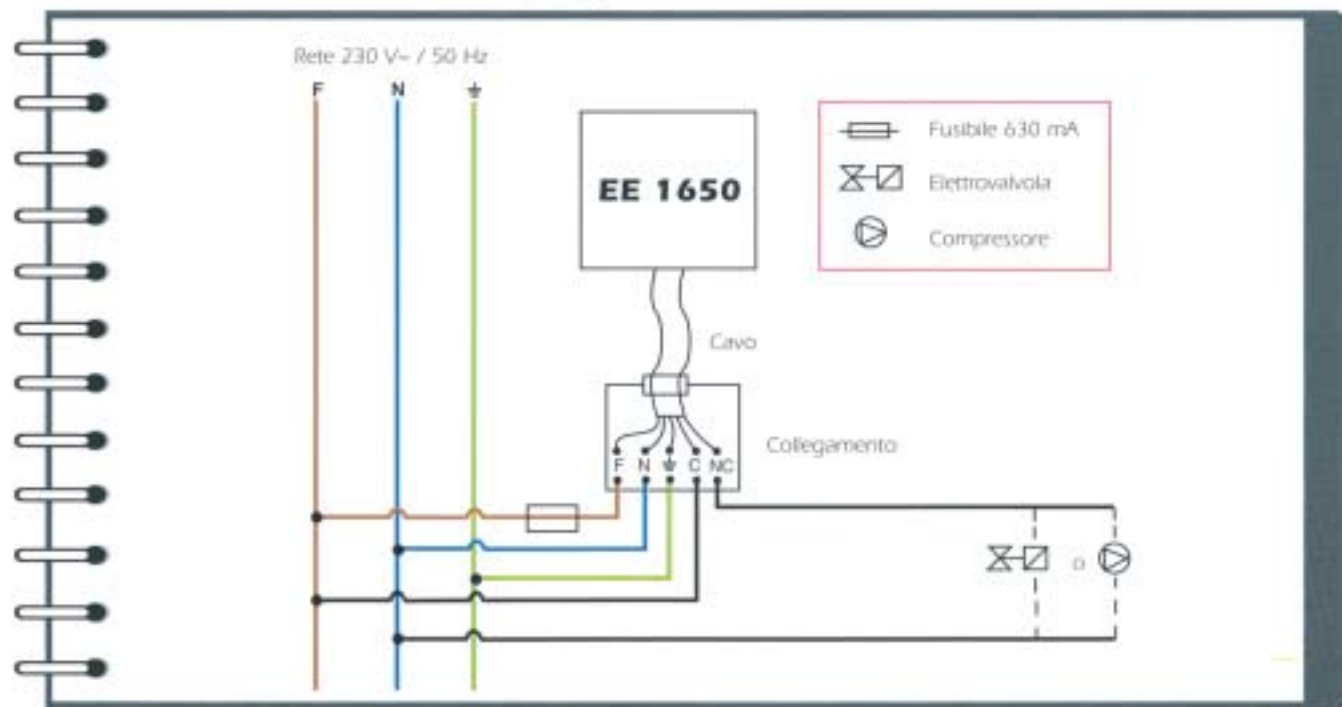 Rete 230 V~ / 50 Hz
F N
EE 1650
Fusibile 630 mA
Elettrovalvola
Compressore
Cavo
Collegamento
F N C NC
o